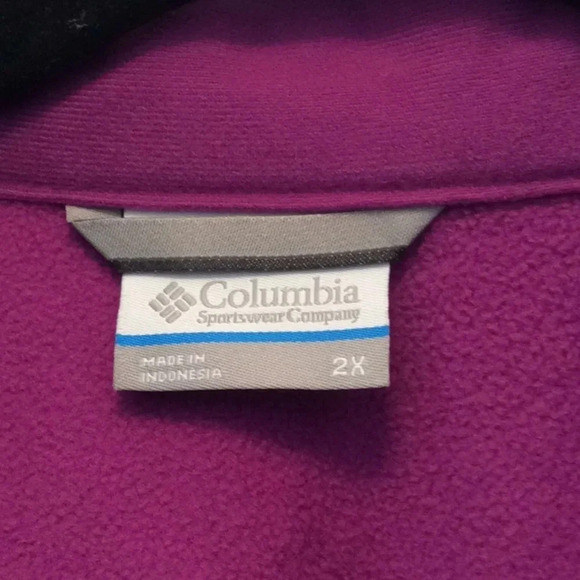 Columbia
Sportswear Company
MADE IN
INDONESIA
2X